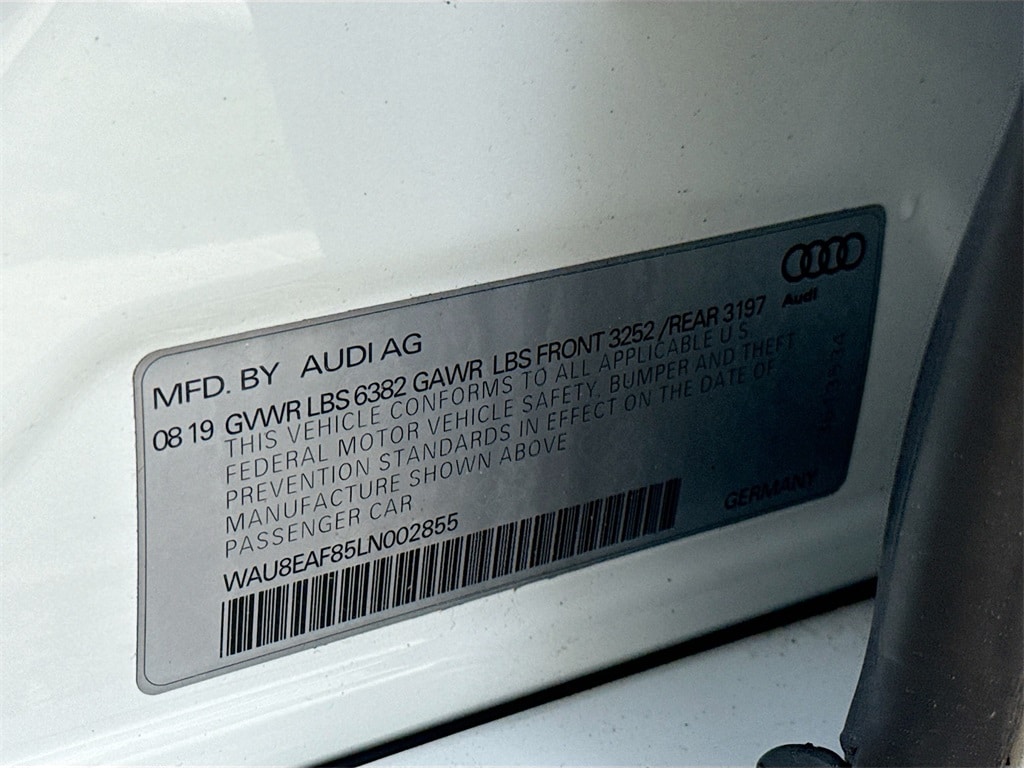 Audi
MFD. BY AUDI AG
08 19 GVWR LBS 6382 GAWR LBS FRONT 3252 /REAR 3197
THIS VEHICLE CONFORMS TO ALL APPLICABLE U.S.
FEDERAL MOTOR VEHICLE SAFETY, BUMPER AND THEFT
PREVENTION STANDARDS IN EFFECT ON THE DATE OF
MANUFACTURE SHOWN ABOVE
PASSENGER CAR
WAU8EAF85LN002855
GERMANY